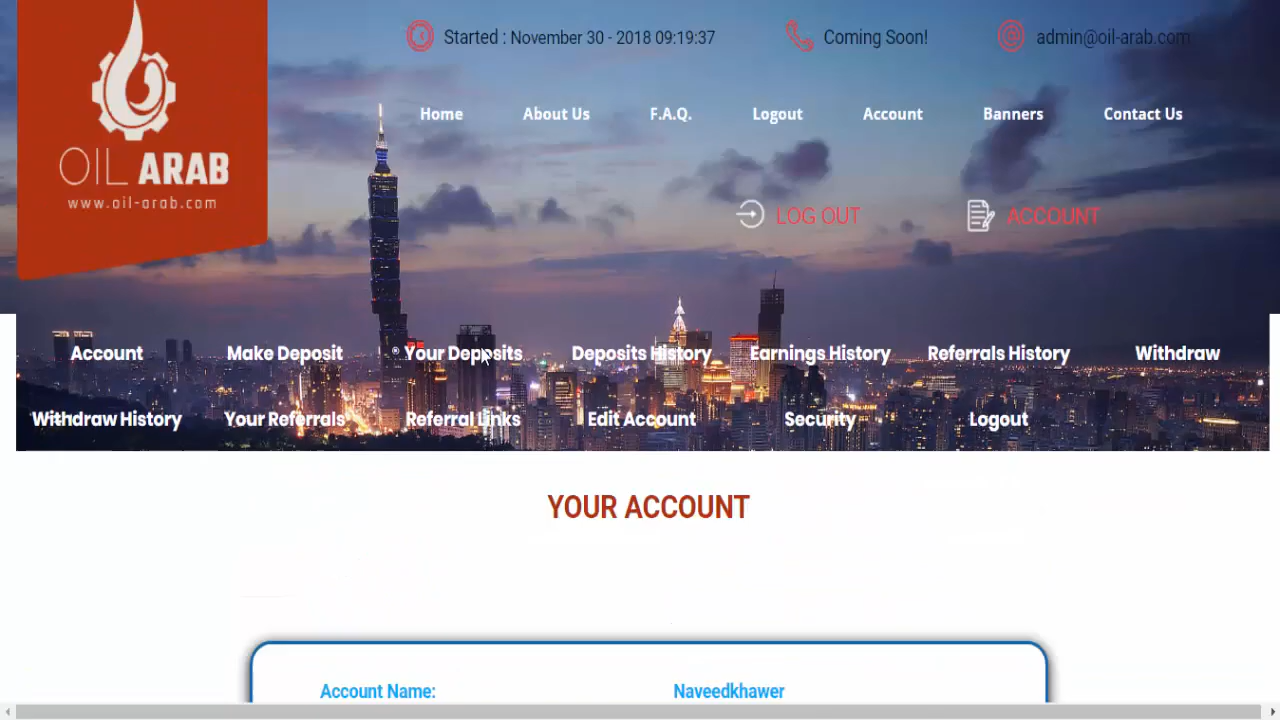 Started : November 30 - 2018 09:19:37
Coming Soon!
admin@oil-arab.com
OIL ARAB
www.oil-arab.com
Home
About Us
F.A.Q.
Logout
Account
Banners
Contact Us
LOG OUT
ACCOUNT
Account
Make Deposit
Your Deposits
Deposits History
Earnings History
Referrals History
Withdraw
Withdraw History
Your Referrals
Referral Links
Edit Account
Security
Logout
YOUR ACCOUNT
Account Name:
Naveedkhawer